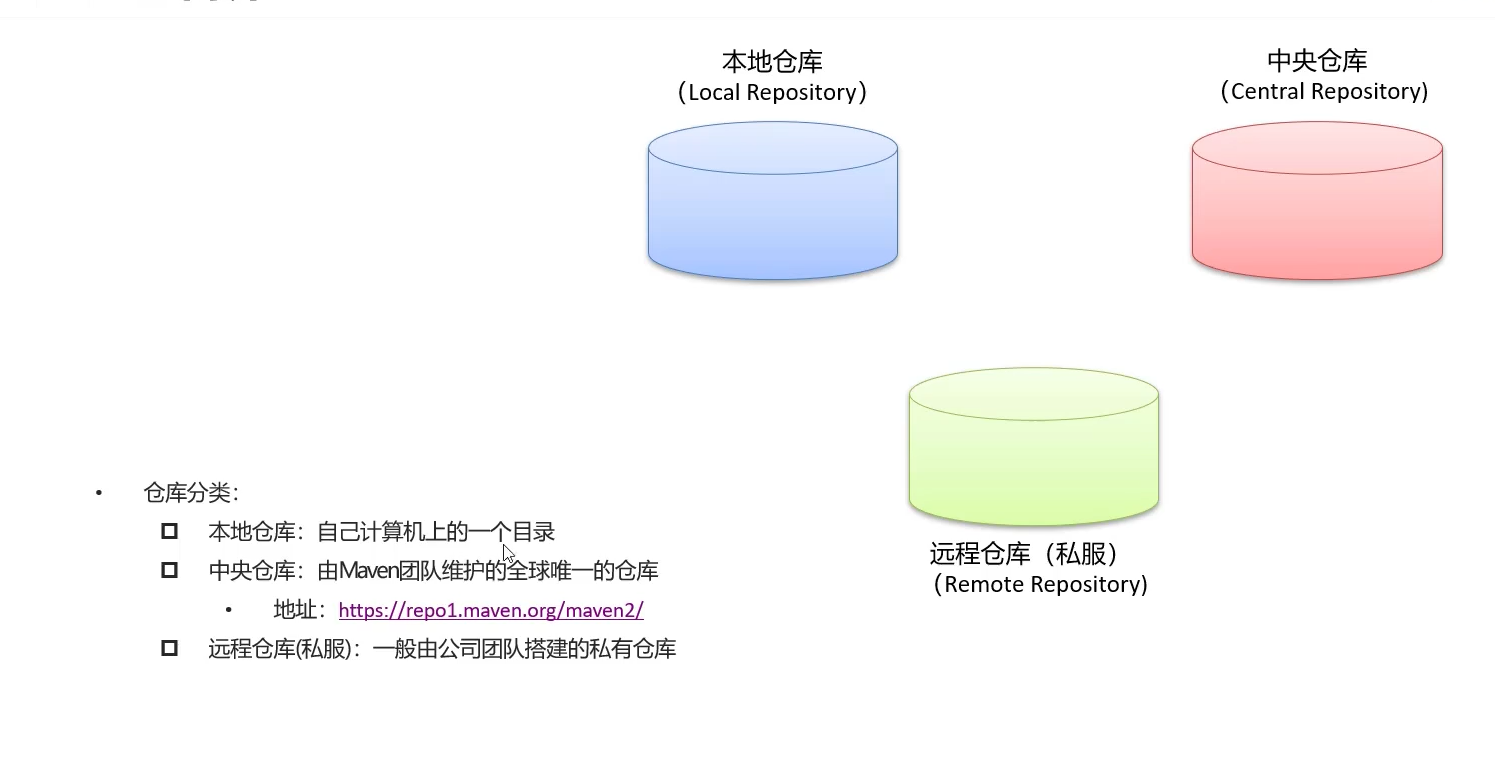 本地仓库
（Local Repository）
中央仓库
（Central Repository)
远程仓库（私服）
（Remote Repository)
• 仓库分类：
本地仓库：自己计算机上的一个目录
中央仓库：由Maven团队维护的全球唯一的仓库
• 地址：https://repo1.maven.org/maven2/
远程仓库(私服)：一般由公司团队搭建的私有仓库